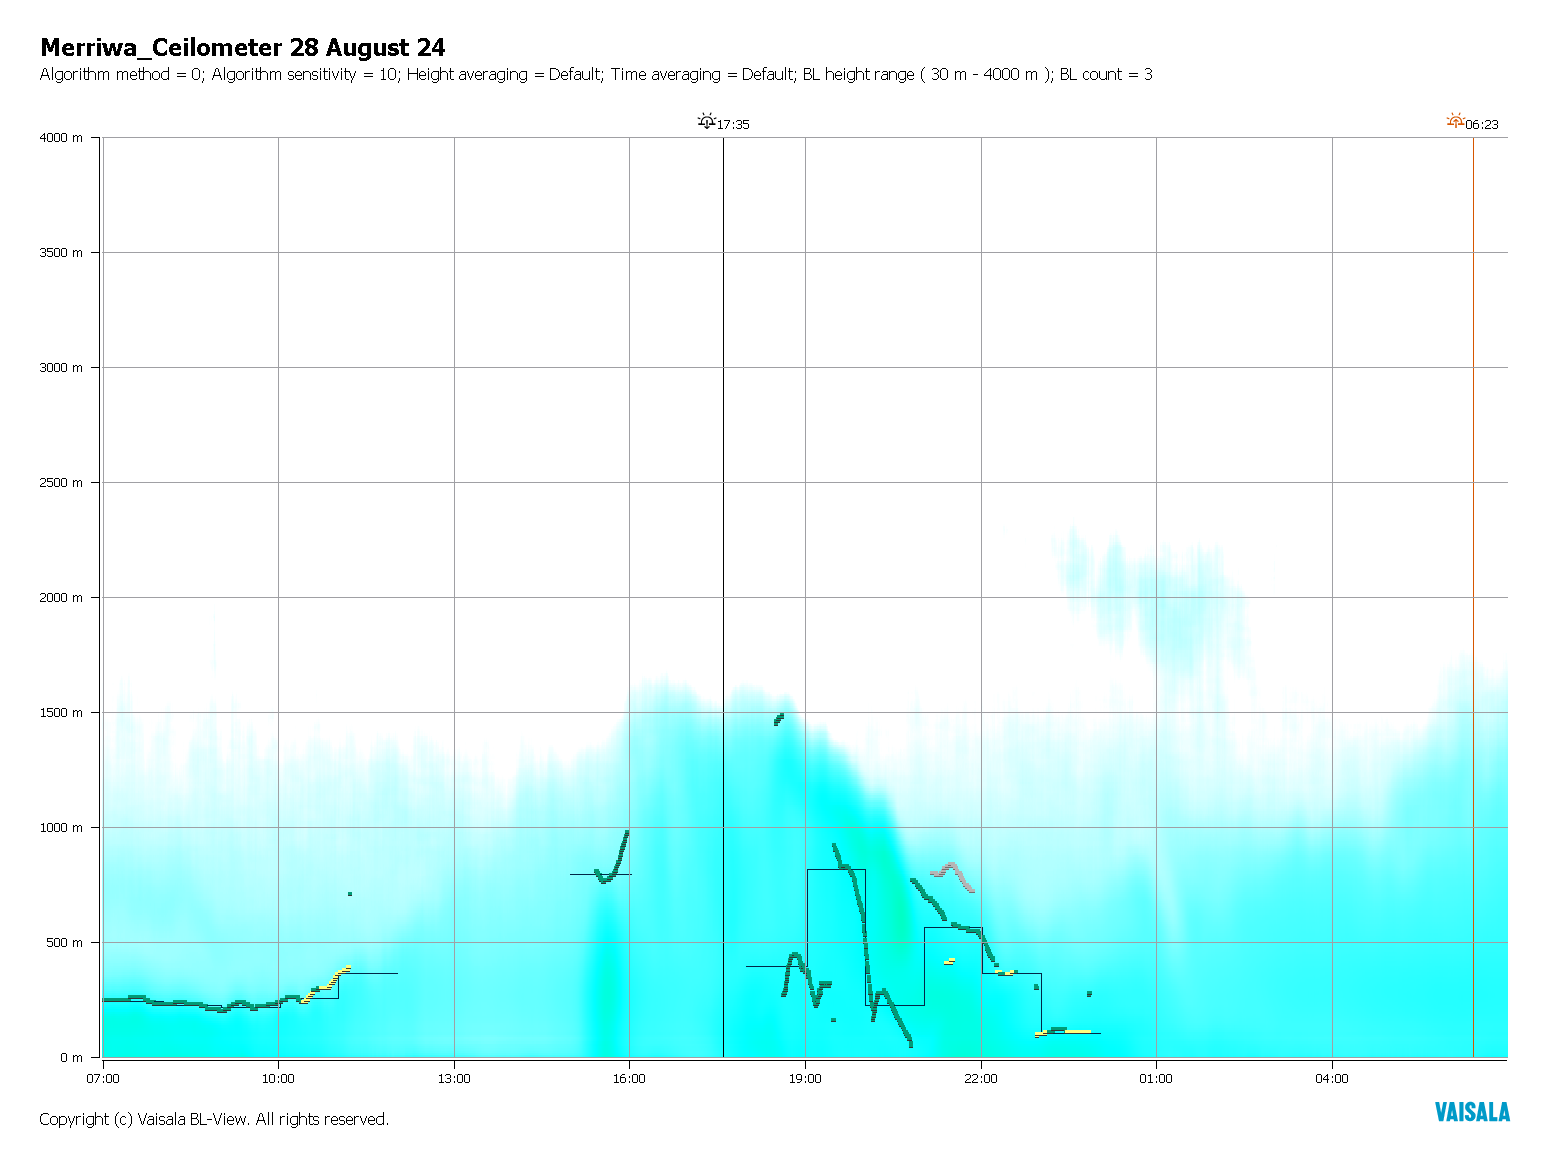 Merriwa_Ceilometer 28 August 24
Algorithm method = 0; Algorithm sensitivity = 10; Height averaging = Default; Time averaging = Default; BL height range ( 30 m - 4000 m ); BL count = 3
17:35
06:23
4000 m
3500 m
3000 m
2500 m
2000 m
1500 m
1000 m
500 m
0 m
07:00 10:00 13:00 16:00 19:00 22:00 01:00 04:00
Copyright (c) Vaisala BL-View. All rights reserved.
VAISALA